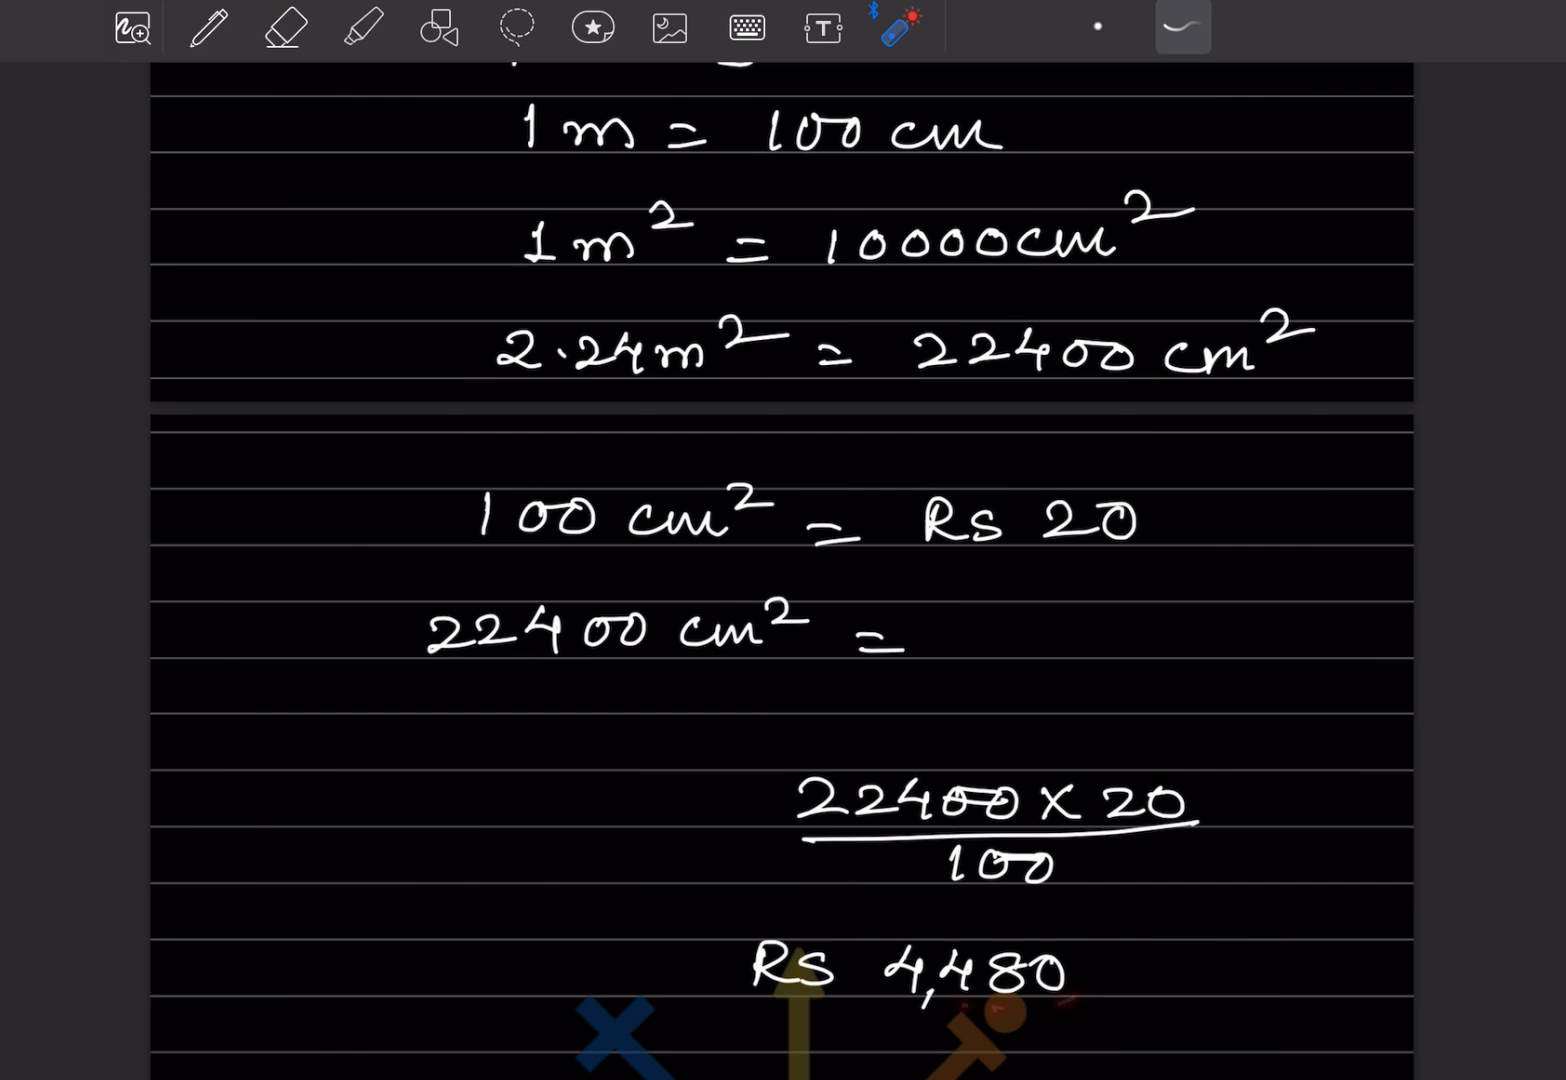 1 m = 100 cm
1 m² = 10000 cm²
2.24 m² = 22400 cm²
100 cm² = Rs 20
22400 cm² =
22400 × 20
100
Rs 4,480